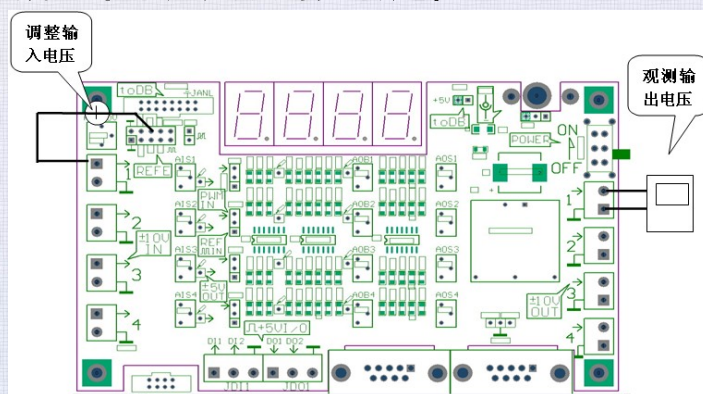 调整输
入电压
观测输
出电压
toDB
JANL
+5V
toDB
POWER
ON
OFF
REFE
AIS1
AOB1
AOS1
1
PWM
IN
2
AIS2
AOB2
AOS2
REF
IN
±10V
IN
2
3
AIS3
AOB3
AOS3
±5V
OUT
3
±10V
OUT
4
AIS4
AOB4
AOS4
4
+5VI/O
DI1
DI2
DO1
DO2
JDI1
JDO1